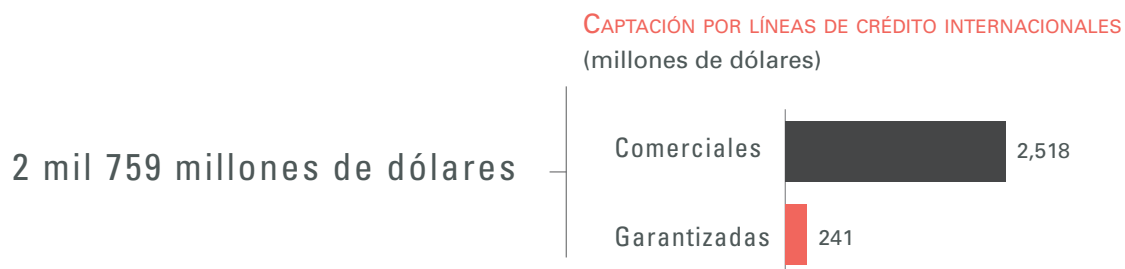 CAPTACIÓN POR LÍNEAS DE CRÉDITO INTERNACIONALES
(millones de dólares)
2 mil 759 millones de dólares
Comerciales 2,518
Garantizadas 241